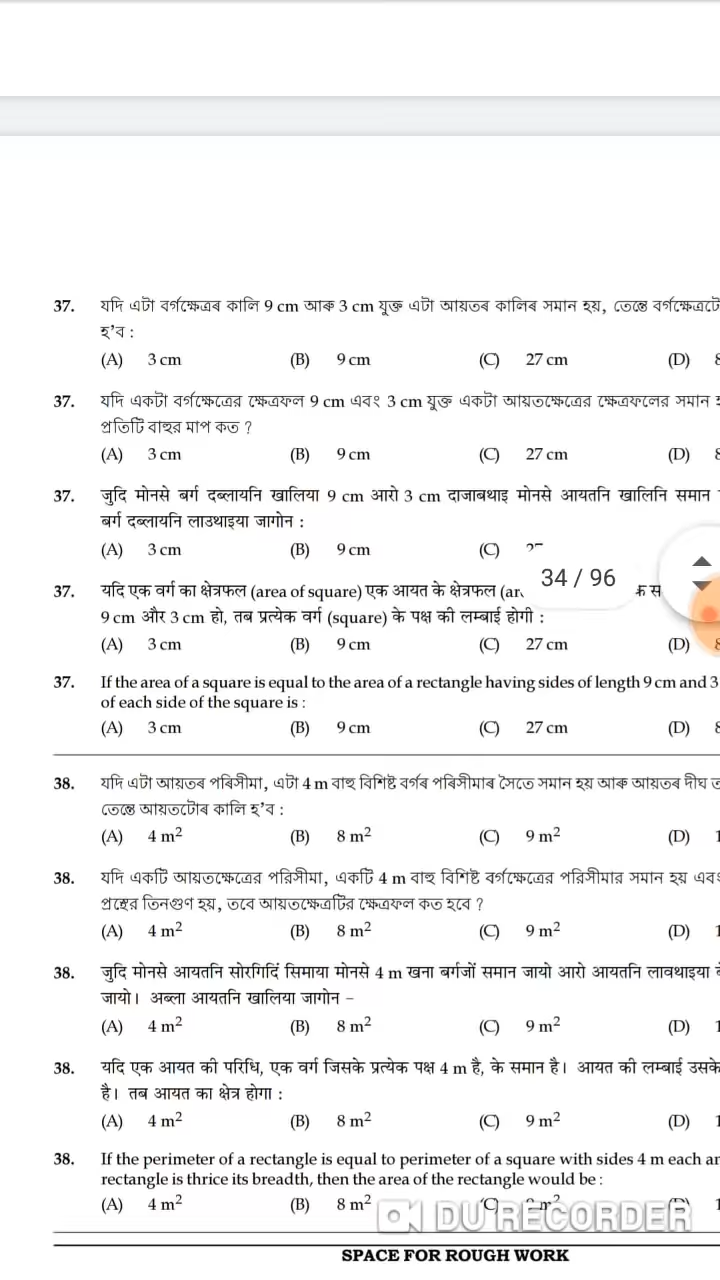 37. যদি এটা বৰ্গক্ষেত্ৰৰ কালি 9 cm আৰু 3 cm যুক্ত এটা আয়তৰ কালিৰ সমান হয়, তেন্তে বৰ্গক্ষেত্ৰটো
হ’ব :
(A) 3 cm (B) 9 cm (C) 27 cm (D)
37. যদি একটা বর্গক্ষেত্রের ক্ষেত্রফল 9 cm এবং 3 cm যুক্ত একটা আয়তক্ষেত্রের ক্ষেত্রফলের সমান
প্রতিটি বাহুর মাপ কত ?
(A) 3 cm (B) 9 cm (C) 27 cm (D)
37. जुदि मोनसे बर्ग दब्लायनि खालिया 9 cm आरो 3 cm दाजाबथाइ मोनसे आयतनि खालिनि समान
बर्ग दब्लायनि लाउथाइया जागोन :
(A) 3 cm (B) 9 cm (C)
34 / 96
37. यदि एक वर्ग का क्षेत्रफल (area of square) एक आयत के क्षेत्रफल
9 cm और 3 cm हो, तब प्रत्येक वर्ग (square) के पक्ष की लम्बाई होगी :
(A) 3 cm (B) 9 cm (C) 27 cm (D)
37. If the area of a square is equal to the area of a rectangle having sides of length 9 cm and 3
of each side of the square is :
(A) 3 cm (B) 9 cm (C) 27 cm (D)
38. যদি এটা আয়তৰ পৰিসীমা, এটা 4 m বাহু বিশিষ্ট বৰ্গৰ পৰিসীমাৰ সৈতে সমান হয় আৰু আয়তৰ দীঘ
তেন্তে আয়তটোৰ কালি হ’ব :
(A) 4 m² (B) 8 m² (C) 9 m² (D) 1
38. যদি একটি আয়তক্ষেত্রের পরিসীমা, একটি 4 m বাহু বিশিষ্ট বর্গক্ষেত্রের পরিসীমার সমান হয় এবং
প্রস্থের তিনগুণ হয়, তবে আয়তক্ষেত্রটির ক্ষেত্রফল কত হবে ?
(A) 4 m² (B) 8 m² (C) 9 m² (D) 1
38. जुदि मोनसे आयतनि सोरगिदिं सिमाया मोनसे 4 m खना बर्गजों समान जायो आरो आयतनि लावथाइया
जायो। अब्ला आयतनि खालिया जागोन –
(A) 4 m² (B) 8 m² (C) 9 m² (D) 1
38. यदि एक आयत की परिधि, एक वर्ग जिसके प्रत्येक पक्ष 4 m है, के समान है। आयत की लम्बाई उसके
है। तब आयत का क्षेत्र होगा :
(A) 4 m² (B) 8 m² (C) 9 m² (D) 1
38. If the perimeter of a rectangle is equal to perimeter of a square with sides 4 m each
rectangle is thrice its breadth, then the area of the rectangle would be :
(A) 4 m² (B) 8 m²
DU RECORDER
SPACE FOR ROUGH WORK